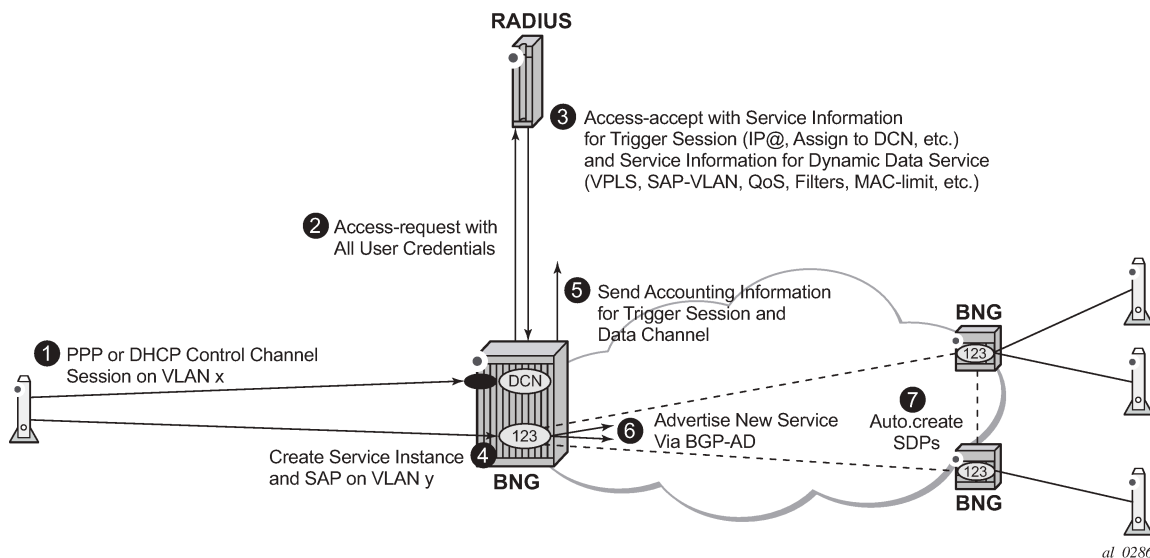 RADIUS
3 Access-accept with Service Information
for Trigger Session (IP@, Assign to DCN, etc.)
and Service Information for Dynamic Data Service
(VPLS, SAP-VLAN, QoS, Filters, MAC-limit, etc.)
2 Access-request with
All User Credentials
5 Send Accounting Information
for Trigger Session and
Data Channel
BNG
123
1 PPP or DHCP Control Channel
Session on VLAN x
DCN
123
6 Advertise New Service
Via BGP-AD
7
Auto.create
SDPs
4 Create Service Instance
and SAP on VLAN y
BNG
123
BNG
al_0286